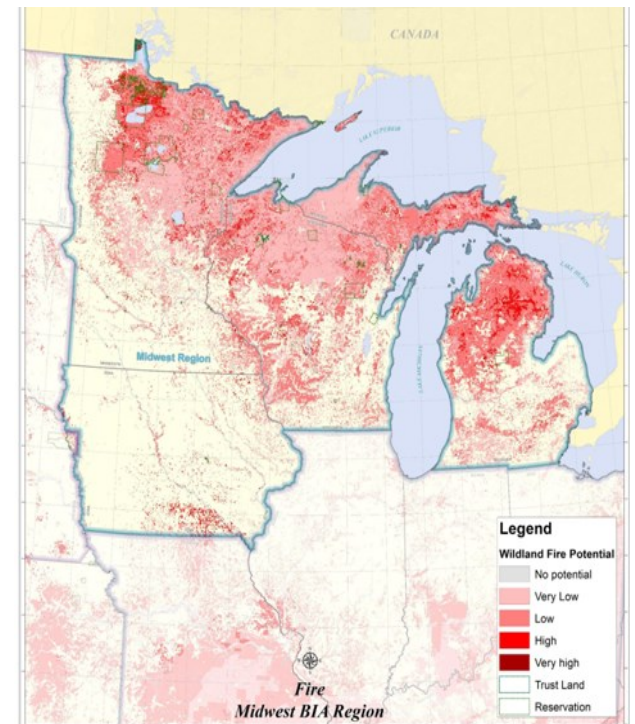 CANADA
LAKE SUPERIOR
LAKE HURON
Midwest Region
LAKE MICHIGAN
Legend
Wildland Fire Potential
No potential
Very Low
Low
High
Very high
Trust Land
Reservation
Fire
Midwest BIA Region